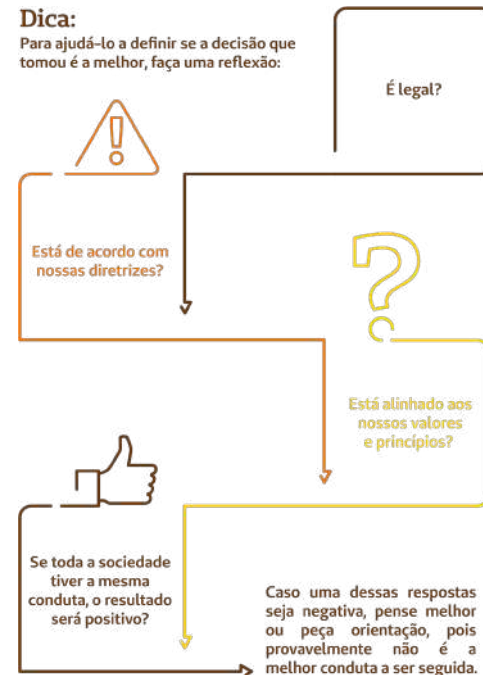 Dica:
Para ajudá-lo a definir se a decisão que
tomou é a melhor, faça uma reflexão:
É legal?
Está de acordo com
nossas diretrizes?
Está alinhado aos
nossos valores
e princípios?
Se toda a sociedade
tiver a mesma
conduta, o resultado
será positivo?
Caso uma dessas respostas
seja negativa, pense melhor
ou peça orientação, pois
provavelmente não é a
melhor conduta a ser seguida.